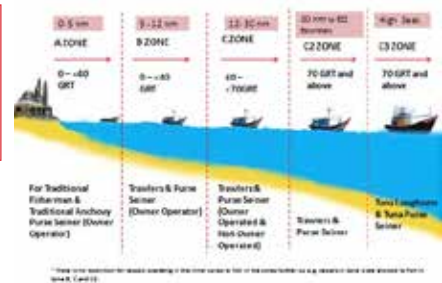 0-5 nm
A ZONE
0 – <40
GRT
5 -12 nm
B ZONE
0 – <40
GRT
12-30 nm
C ZONE
40 –
<70GRT
30 nm
C2 ZONE
70 GRT and
above
High Seas
C3 ZONE
70 GRT and
above
For Traditional
Fisherman &
Traditional Anchovy
Purse Seiner (Owner
Operator)
Trawlers & Purse
Seiner
(Owner Operator)
Trawlers &
Purse Seiner
(Owner
Operated &
Non Owner
Operated)
Trawlers &
Purse Seiner
Tuna Longliners
& Tuna Purse
Seiner